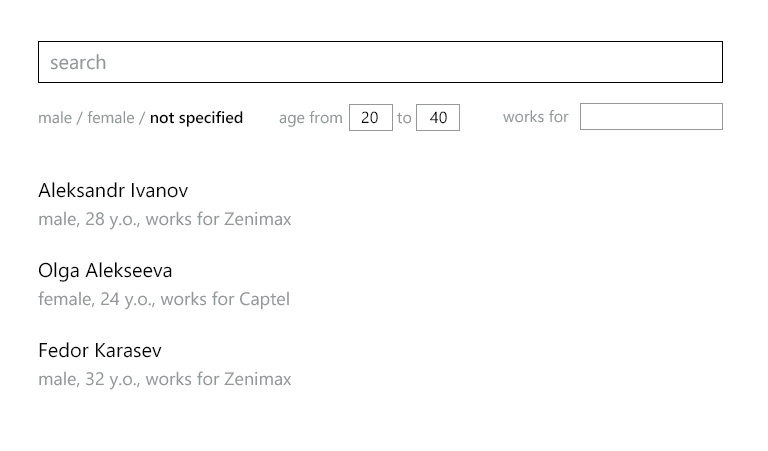 search
male / female / not specified age from 20 to 40 works for
Aleksandr Ivanov
male, 28 y.o., works for Zenimax
Olga Alekseeva
female, 24 y.o., works for Captel
Fedor Karasev
male, 32 y.o., works for Zenimax